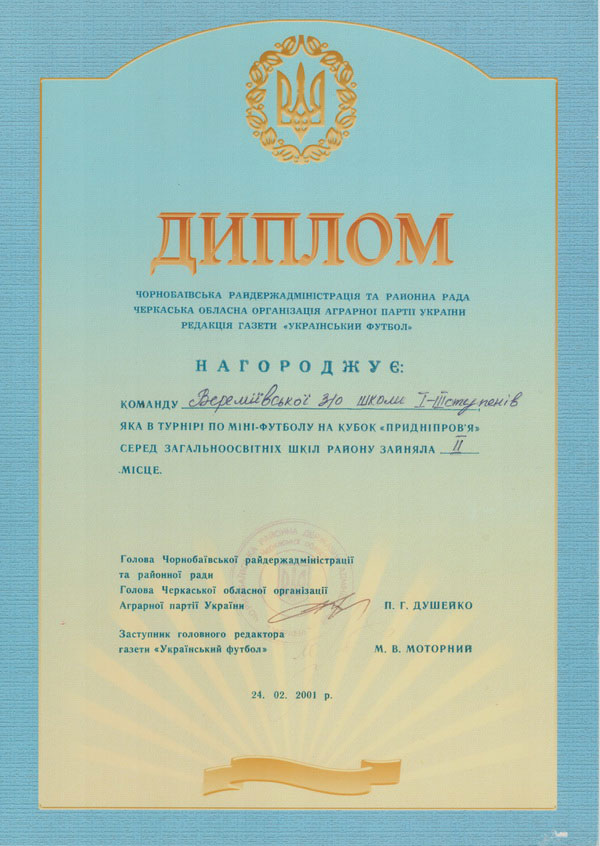 ДИПЛОМ
ЧОРНОБАЇВСЬКА РАЙДЕРЖАДМІНІСТРАЦІЯ ТА РАЙОННА РАДА
ЧЕРКАСЬКА ОБЛАСНА ОРГАНІЗАЦІЯ АГРАРНОЇ ПАРТІЇ УКРАЇНИ
РЕДАКЦІЯ ГАЗЕТИ «УКРАЇНСЬКИЙ ФУТБОЛ»
НАГОРОДЖУЄ:
КОМАНДУ Вереміївської з/о школи І-ІІІ ступенів
ЯКА В ТУРНІРІ ПО МІНІ-ФУТБОЛУ НА КУБОК «ПРИДНІПРОВ'Я»
СЕРЕД ЗАГАЛЬНООСВІТНІХ ШКІЛ РАЙОНУ ЗАЙНЯЛА ІІ
МІСЦЕ.
Голова Чорнобаївської райдержадміністрації
та районної ради
Голова Черкаської обласної організації
Аграрної партії України П. Г. ДУШЕЙКО
Заступник головного редактора
газети «Український футбол» М. В. МОТОРНИЙ
24. 02. 2001 р.